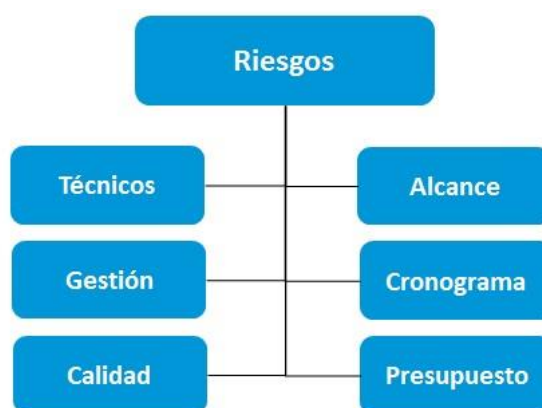 Riesgos
Técnicos
Alcance
Gestión
Cronograma
Calidad
Presupuesto